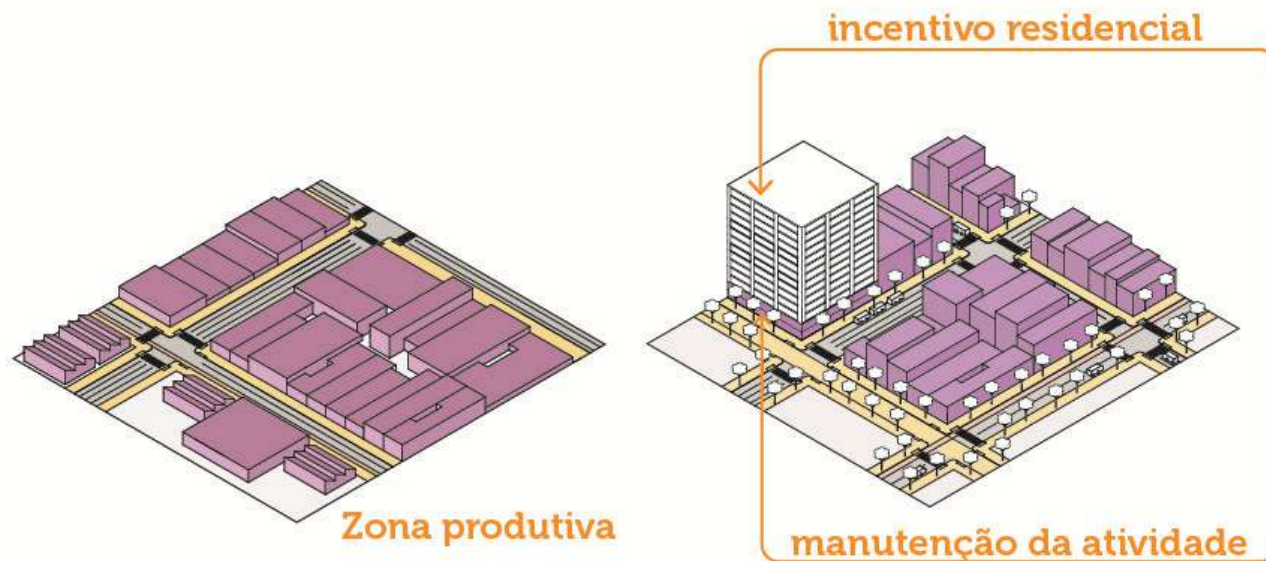 incentivo residencial
Zona produtiva
manutenção da atividade